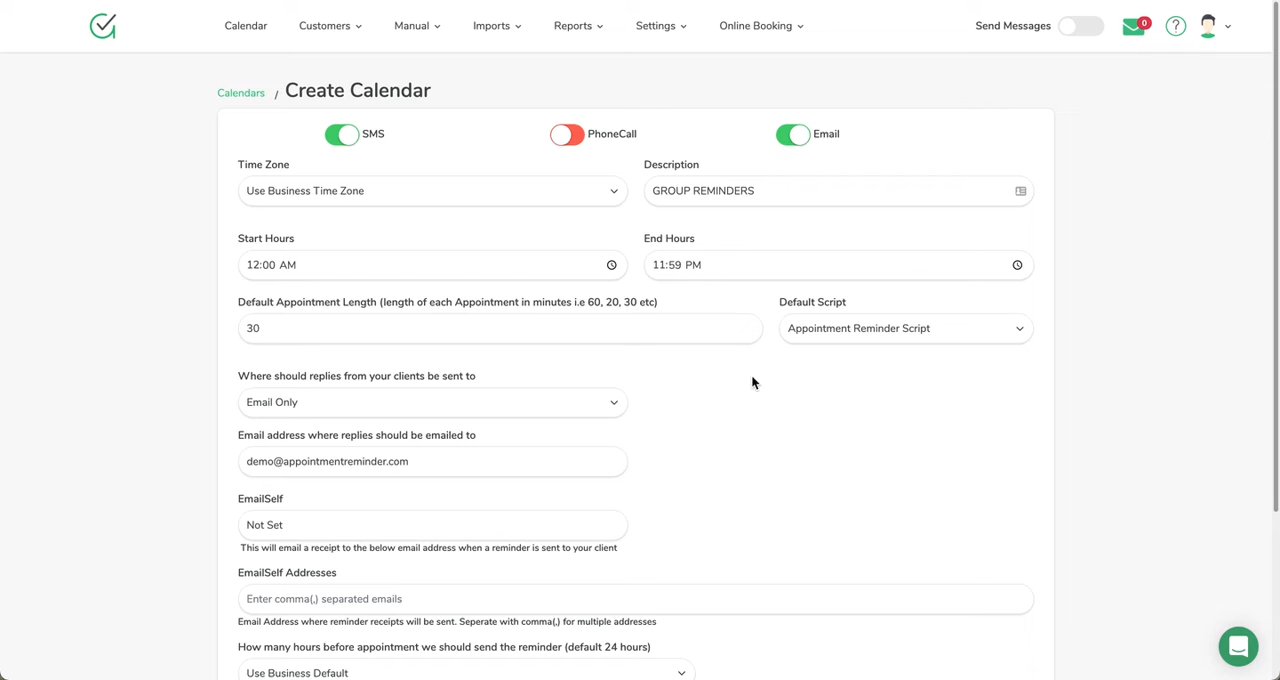 Calendar Customers Manual Imports Reports Settings Online Booking Send Messages 0
Calendars / Create Calendar
SMS PhoneCall Email
Time Zone Description
Use Business Time Zone GROUP REMINDERS
Start Hours End Hours
12:00 AM 11:59 PM
Default Appointment Length (length of each Appointment in minutes i.e 60, 20, 30 etc) Default Script
30 Appointment Reminder Script
Where should replies from your clients be sent to
Email Only
Email address where replies should be emailed to
demo@appointmentreminder.com
EmailSelf
Not Set
This will email a receipt to the below email address when a reminder is sent to your client
EmailSelf Addresses
Enter comma(,) separated emails
Email Address where reminder receipts will be sent. Seperate with comma(,) for multiple addresses
How many hours before appointment we should send the reminder (default 24 hours)
Use Business Default